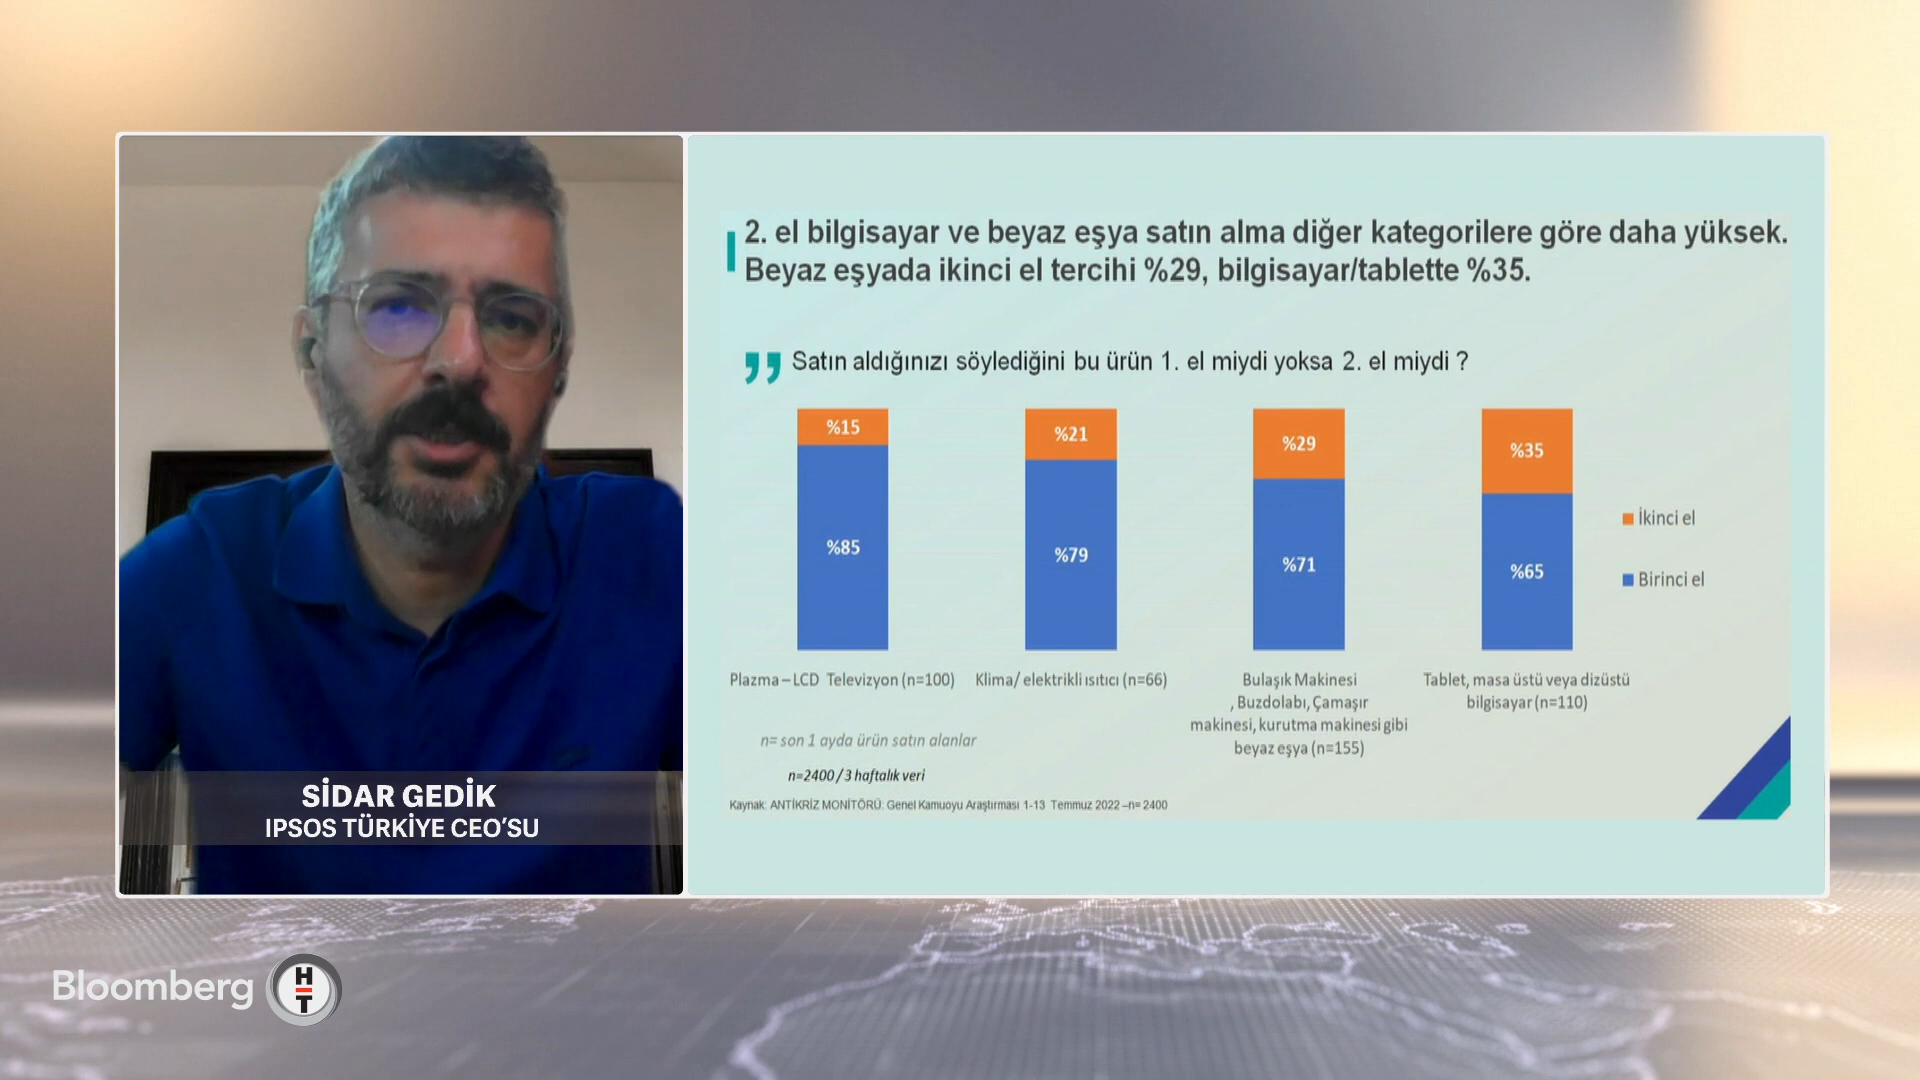 2. el bilgisayar ve beyaz eşya satın alma diğer kategorilere göre daha yüksek.
Beyaz eşyada ikinci el tercihi %29, bilgisayar/tablette %35.
Satın aldığınızı söylediğini bu ürün 1. el miydi yoksa 2. el miydi ?
%15
%21
%29
%35
%85
%79
%71
%65
İkinci el
Birinci el
Plazma – LCD Televizyon (n=100)
Klima/ elektrikli ısıtıcı (n=66)
Bulaşık Makinesi
, Buzdolabı, Çamaşır
makinesi, kurutma makinesi gibi
beyaz eşya (n=155)
Tablet, masa üstü veya dizüstü
bilgisayar (n=110)
n= son 1 ayda ürün satın alanlar
n=2400 / 3 haftalık veri
Kaynak: ANTİKRİZ MONİTÖRÜ: Genel Kamuoyu Araştırması 1-13 Temmuz 2022 –n= 2400
SİDAR GEDİK
IPSOS TÜRKİYE CEO'SU
Bloomberg
H
T